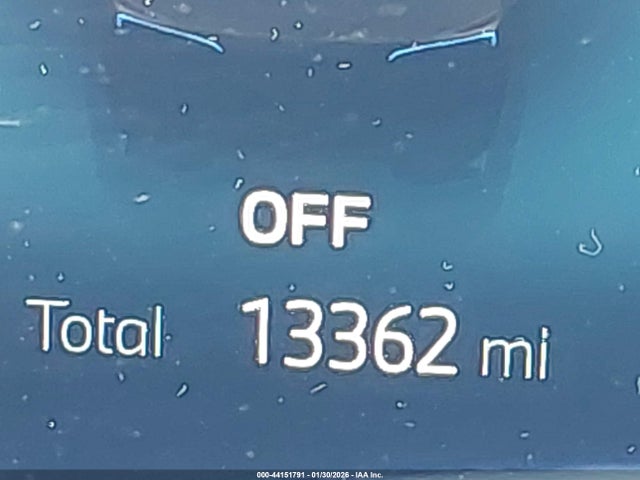 OFF
Total 13362 mi
000-44151791 - 01/30/2026 - IAA Inc.